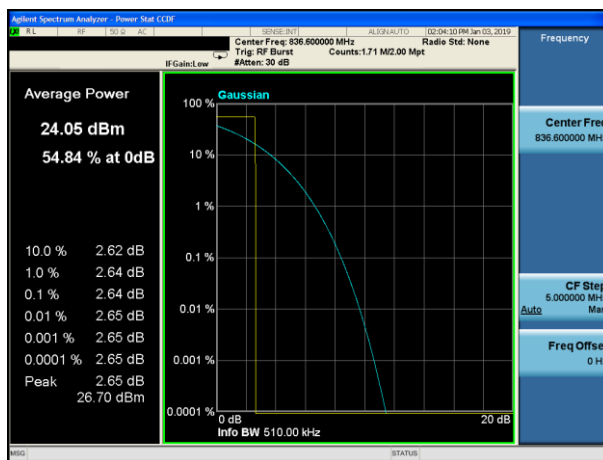 Agilent Spectrum Analyzer - Power Stat CCDF
R L RF 50 Ω AC SENSE:INT ALIGNAUTO 02:04:10 PM Jan 03, 2019
Center Freq: 836.600000 MHz Radio Std: None
Trig: RF Burst Counts:1.71 M/2.00 Mpt
IFGain:Low #Atten: 30 dB
Frequency
Average Power
24.05 dBm
54.84 % at 0dB
10.0 % 2.62 dB
1.0 % 2.64 dB
0.1 % 2.64 dB
0.01 % 2.65 dB
0.001 % 2.65 dB
0.0001 % 2.65 dB
Peak 2.65 dB
26.70 dBm
Gaussian
100 %
10 %
1 %
0.1 %
0.01 %
0.001 %
0.0001 %
0 dB 20 dB
Info BW 510.00 kHz
Center Freq
836.600000 MH
CF Step
5.000000 MH
Auto Ma
Freq Offse
0 H
MSG STATUS